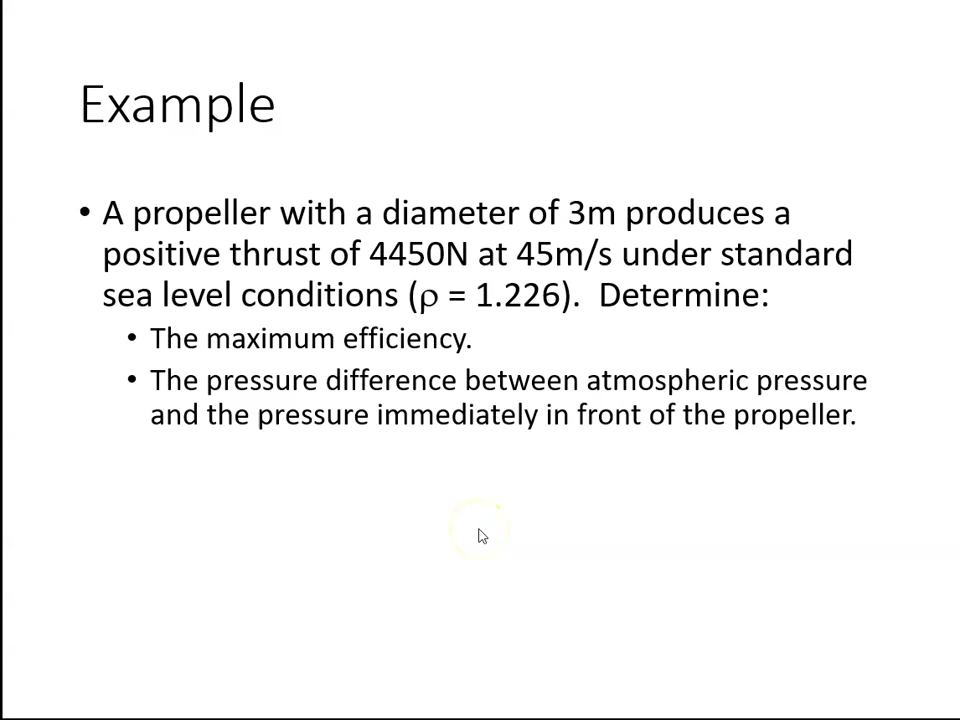 Example
• A propeller with a diameter of 3m produces a
positive thrust of 4450N at 45m/s under standard
sea level conditions (ρ = 1.226).  Determine:
• The maximum efficiency.
• The pressure difference between atmospheric pressure
and the pressure immediately in front of the propeller.